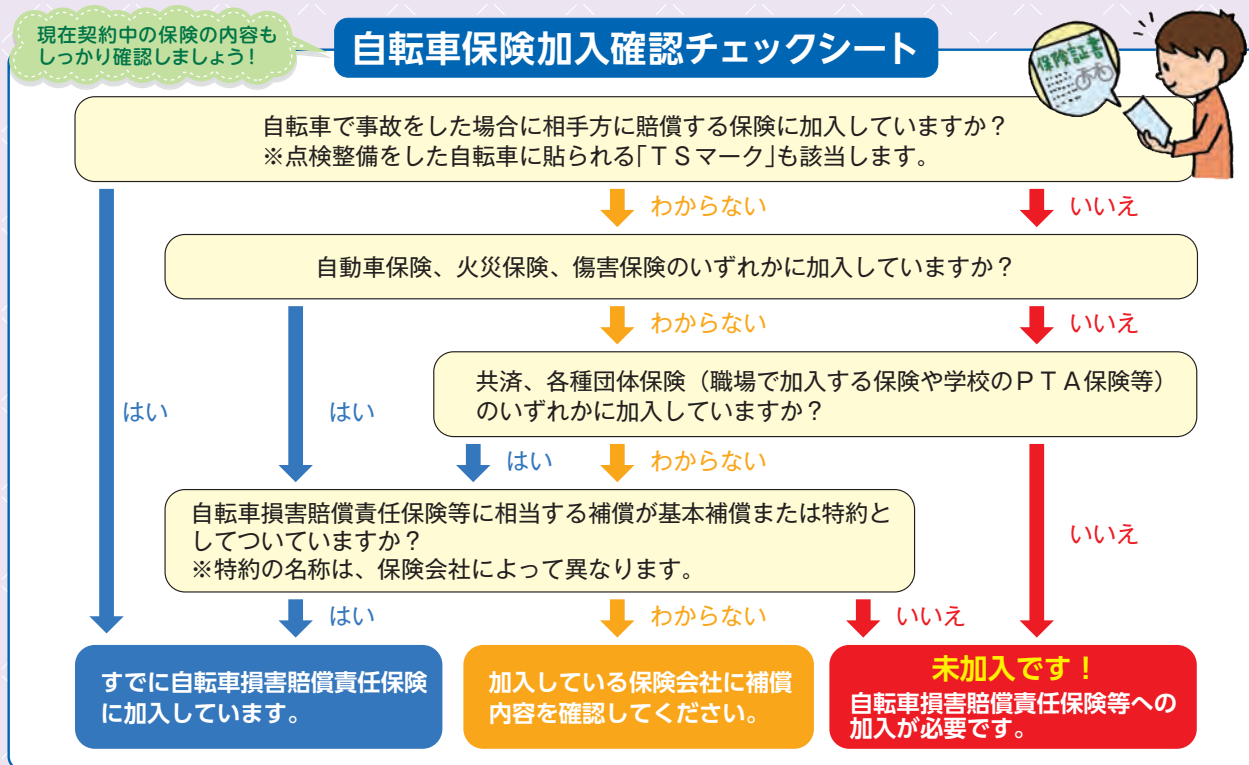 現在契約中の保険の内容も
しっかり確認しましょう!
自転車保険加入確認チェックシート
保険証書
自転車で事故をした場合に相手方に賠償する保険に加入していますか？
※点検整備をした自転車に貼られる「ＴＳマーク」も該当します。
わからない
いいえ
自動車保険、火災保険、傷害保険のいずれかに加入していますか？
わからない
いいえ
共済、各種団体保険（職場で加入する保険や学校のＰＴＡ保険等）
のいずれかに加入していますか？
はい
はい
はい
わからない
いいえ
自転車損害賠償責任保険等に相当する補償が基本補償または特約と
してついていますか？
※特約の名称は、保険会社によって異なります。
はい
わからない
いいえ
すでに自転車損害賠償責任保険
に加入しています。
加入している保険会社に補償
内容を確認してください。
未加入です！
自転車損害賠償責任保険等への
加入が必要です。